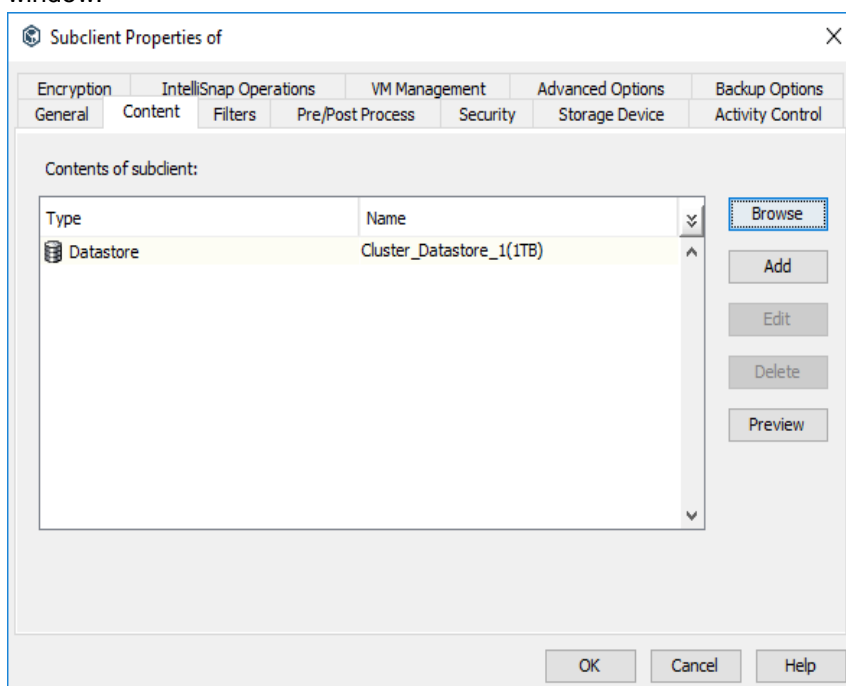 window.
Subclient Properties of
Encryption IntelliSnap Operations VM Management Advanced Options Backup Options
General Content Filters Pre/Post Process Security Storage Device Activity Control
Contents of subclient:
Type Name
Datastore Cluster_Datastore_1(1TB)
Browse
Add
Edit
Delete
Preview
OK Cancel Help